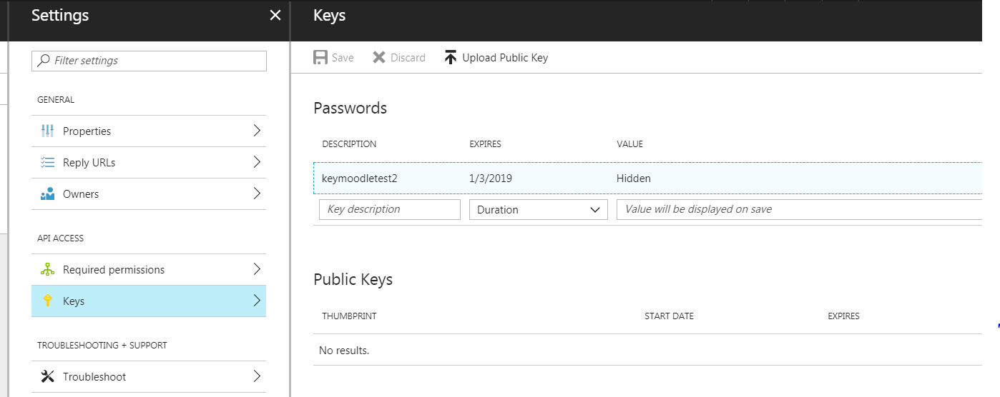 Settings
Keys
Filter settings
Save Discard Upload Public Key
GENERAL
Properties
Reply URLs
Owners
API ACCESS
Required permissions
Keys
TROUBLESHOOTING + SUPPORT
Troubleshoot
Passwords
DESCRIPTION EXPIRES VALUE
keymoodletest2 1/3/2019 Hidden
Key description Duration Value will be displayed on save
Public Keys
THUMBPRINT START DATE EXPIRES
No results.